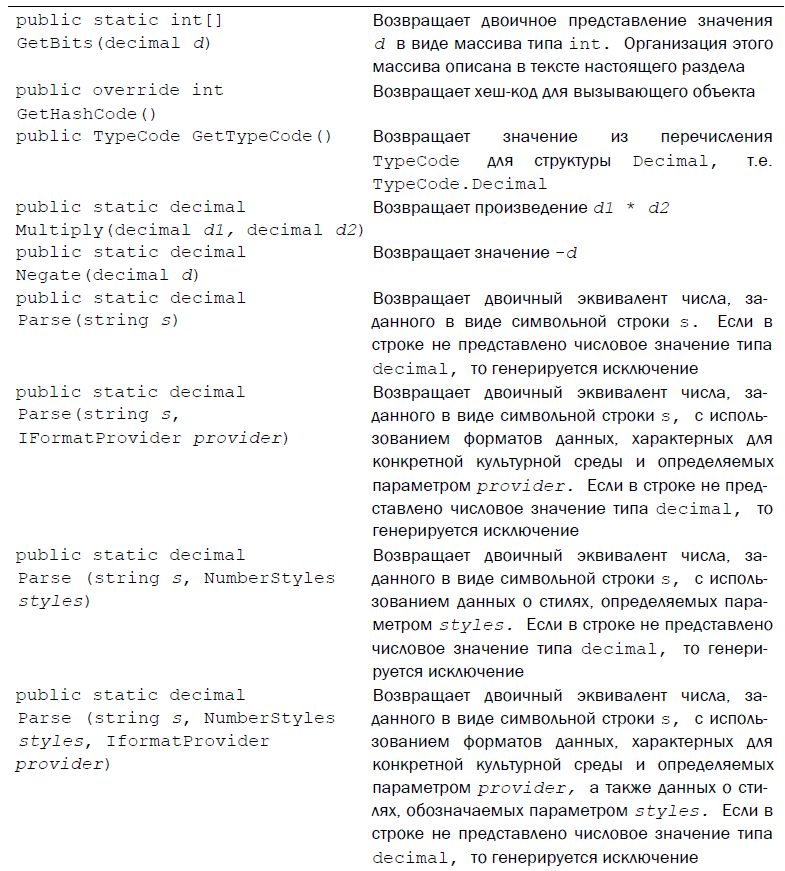 public static int[]
GetBits(decimal d)
Возвращает двоичное представление значения
d в виде массива типа int. Организация этого
массива описана в тексте настоящего раздела
public override int
GetHashCode()
Возвращает хеш-код для вызывающего объекта
public TypeCode GetTypeCode()
Возвращает значение из перечисления
TypeCode для структуры Decimal, т.е.
TypeCode.Decimal
public static decimal
Multiply(decimal d1, decimal d2)
Возвращает произведение d1 * d2
public static decimal
Negate(decimal d)
Возвращает значение -d
public static decimal
Parse(string s)
Возвращает двоичный эквивалент числа, за-
данного в виде символьной строки s. Если в
строке не представлено числовое значение типа
decimal, то генерируется исключение
public static decimal
Parse(string s,
IFormatProvider provider)
Возвращает двоичный эквивалент числа, за-
данного в виде символьной строки s, с исполь-
зованием форматов данных, характерных для
конкретной культурной среды и определяемых
параметром provider. Если в строке не пред-
ставлено числовое значение типа decimal, то
генерируется исключение
public static decimal
Parse (string s, NumberStyles
styles)
Возвращает двоичный эквивалент числа, за-
данного в виде символьной строки s, с исполь-
зованием данных о стилях, определяемых пара-
метром styles. Если в строке не представлено
числовое значение типа decimal, то генери-
руется исключение
public static decimal
Parse (string s, NumberStyles
styles, IformatProvider
provider)
Возвращает двоичный эквивалент числа, за-
данного в виде символьной строки s, с исполь-
зованием форматов данных, характерных для
конкретной культурной среды и определяемых
параметром provider, а также данных о сти-
лях, обозначаемых параметром styles. Если в
строке не представлено числовое значение типа
decimal, то генерируется исключение